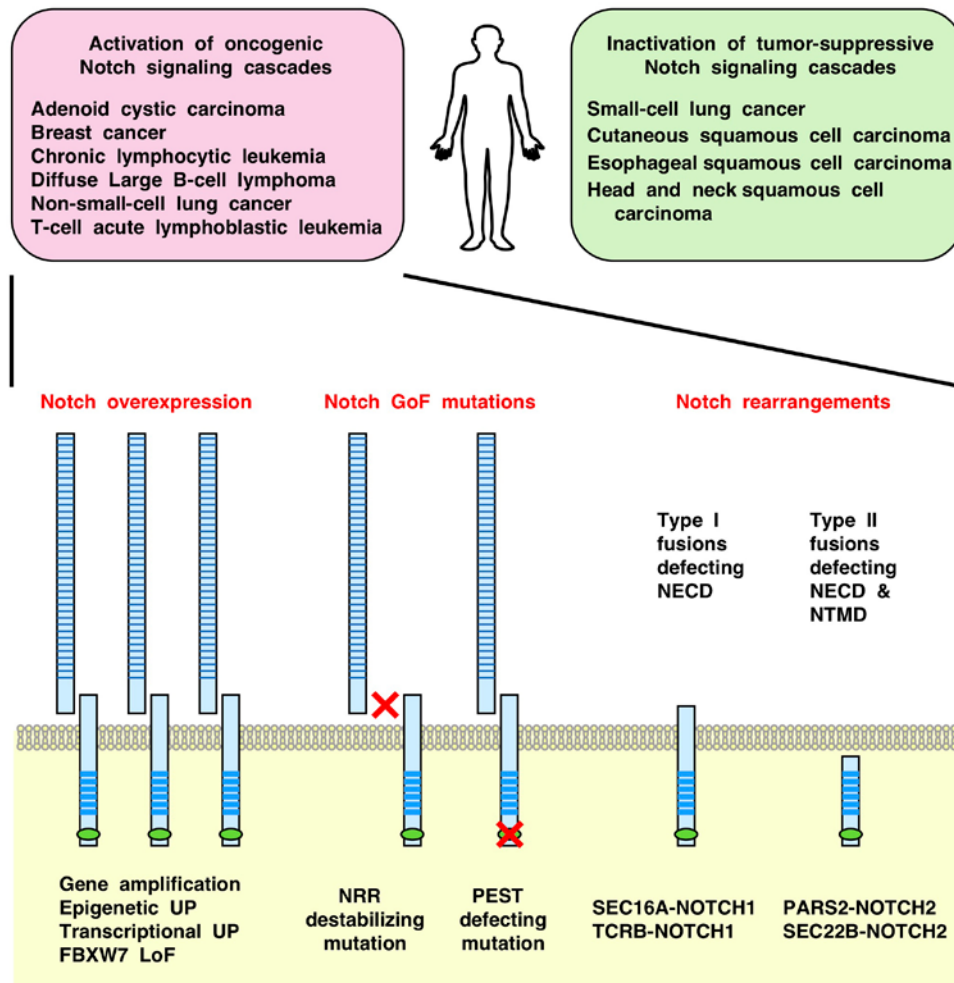 Activation of oncogenic
Notch signaling cascades
Adenoid cystic carcinoma
Breast cancer
Chronic lymphocytic leukemia
Diffuse Large B-cell lymphoma
Non-small-cell lung cancer
T-cell acute lymphoblastic leukemia
Inactivation of tumor-suppressive
Notch signaling cascades
Small-cell lung cancer
Cutaneous squamous cell carcinoma
Esophageal squamous cell carcinoma
Head and neck squamous cell
carcinoma
Notch overexpression
Notch GoF mutations
Notch rearrangements
Type I
fusions
defecting
NECD
Type II
fusions
defecting
NECD &
NTMD
Gene amplification
Epigenetic UP
Transcriptional UP
FBXW7 LoF
NRR
destabilizing
mutation
PEST
defecting
mutation
SEC16A-NOTCH1
TCRB-NOTCH1
PARS2-NOTCH2
SEC22B-NOTCH2